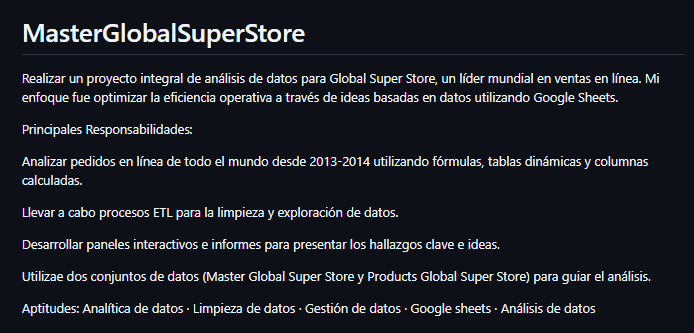 MasterGlobalSuperStore
Realizar un proyecto integral de análisis de datos para Global Super Store, un líder mundial en ventas en línea. Mi
enfoque fue optimizar la eficiencia operativa a través de ideas basadas en datos utilizando Google Sheets.
Principales Responsabilidades:
Analizar pedidos en línea de todo el mundo desde 2013-2014 utilizando fórmulas, tablas dinámicas y columnas
calculadas.
Llevar a cabo procesos ETL para la limpieza y exploración de datos.
Desarrollar paneles interactivos e informes para presentar los hallazgos clave e ideas.
Utilizae dos conjuntos de datos (Master Global Super Store y Products Global Super Store) para guiar el análisis.
Aptitudes: Analítica de datos · Limpieza de datos · Gestión de datos · Google sheets · Análisis de datos